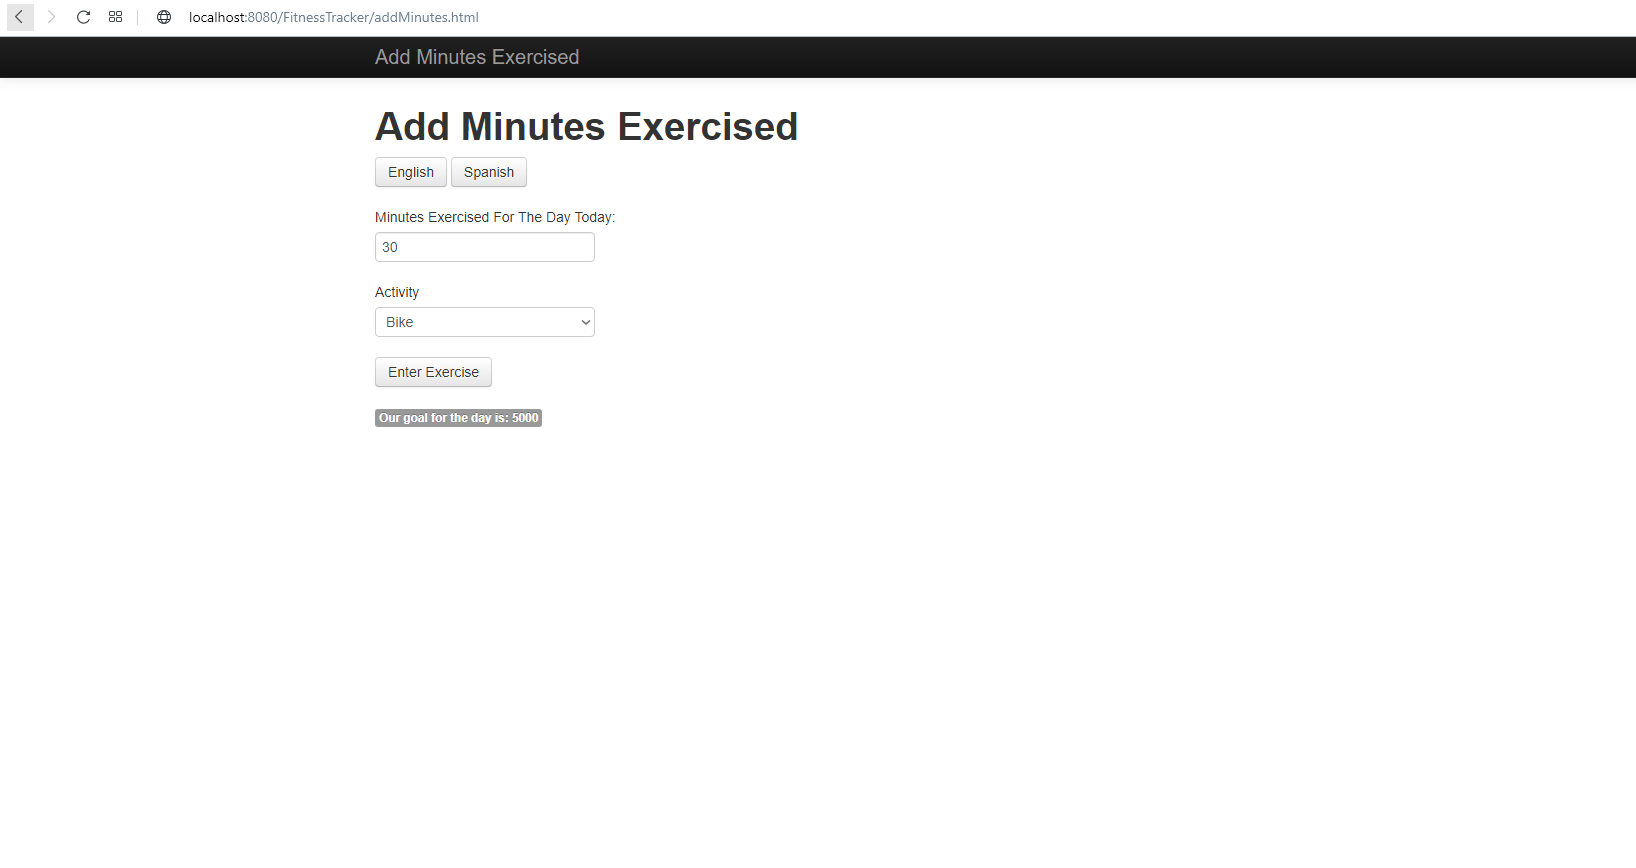 localhost:8080/FitnessTracker/addMinutes.html
Add Minutes Exercised
Add Minutes Exercised
English Spanish
Minutes Exercised For The Day Today:
30
Activity
Bike
Enter Exercise
Our goal for the day is: 5000